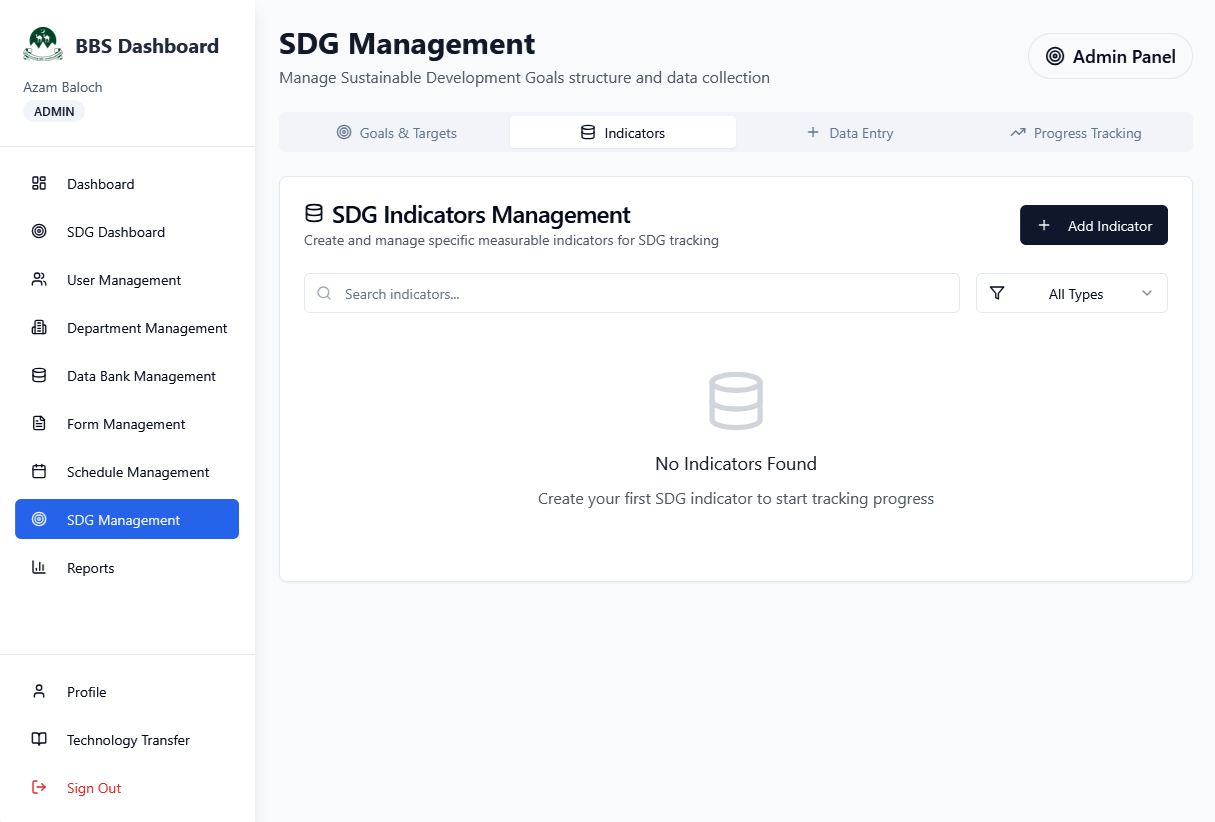 BBS Dashboard
Azam Baloch
ADMIN
Dashboard
SDG Dashboard
User Management
Department Management
Data Bank Management
Form Management
Schedule Management
SDG Management
Reports
Profile
Technology Transfer
Sign Out
SDG Management
Manage Sustainable Development Goals structure and data collection
Admin Panel
Goals & Targets
Indicators
Data Entry
Progress Tracking
SDG Indicators Management
Create and manage specific measurable indicators for SDG tracking
Add Indicator
Search indicators...
All Types
No Indicators Found
Create your first SDG indicator to start tracking progress